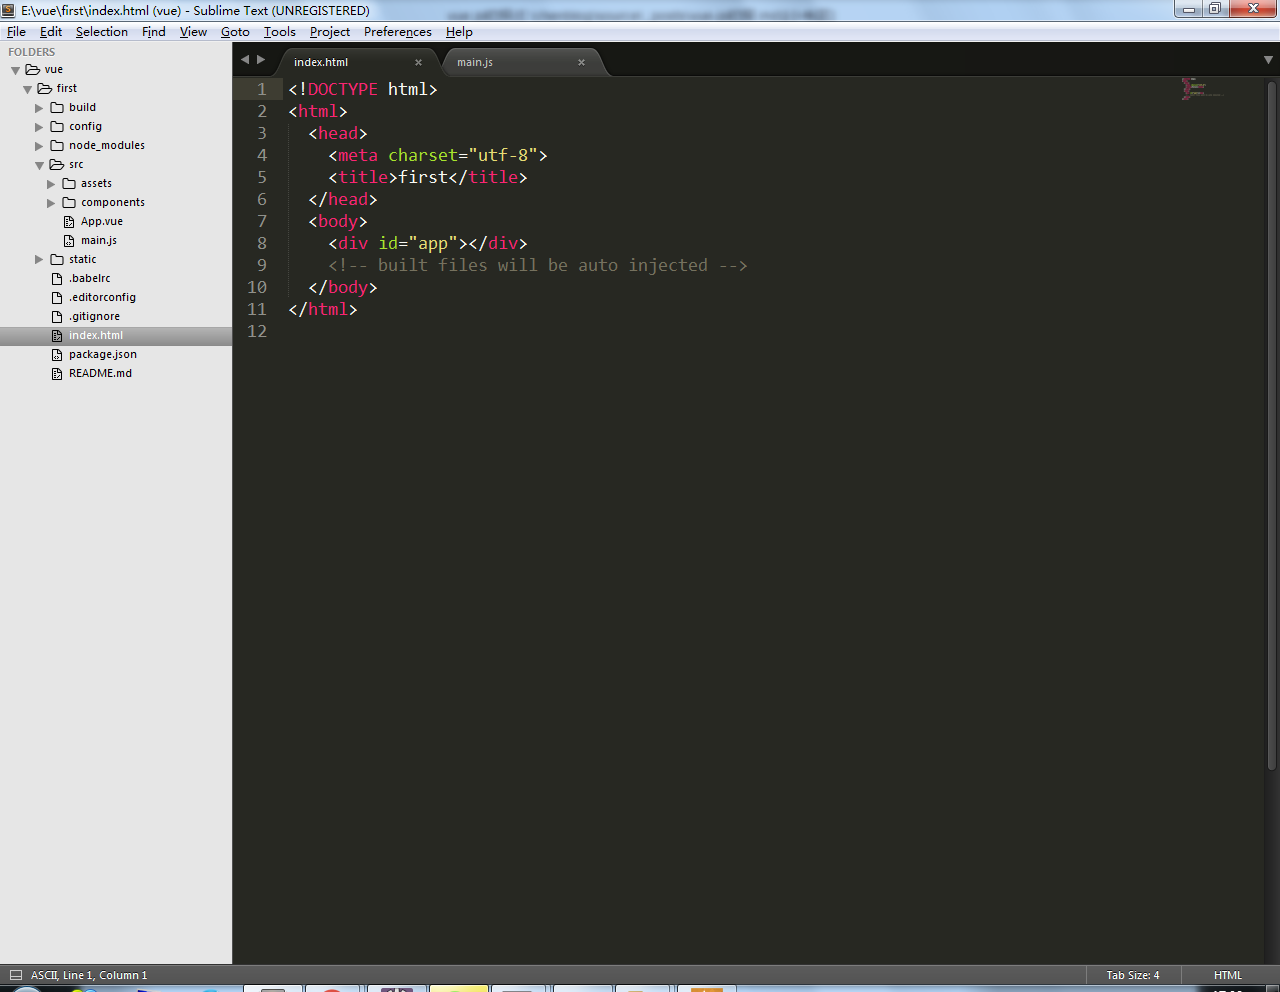 E:\vue\first\index.html (vue) - Sublime Text (UNREGISTERED)
File Edit Selection Find View Goto Tools Project Preferences Help
FOLDERS
vue
first
build
config
node_modules
src
assets
components
App.vue
main.js
static
.babelrc
.editorconfig
.gitignore
index.html
package.json
README.md
index.html × main.js ×
1 <!DOCTYPE html>
2 <html>
3 <head>
4 <meta charset="utf-8">
5 <title>first</title>
6 </head>
7 <body>
8 <div id="app"></div>
9 <!-- built files will be auto injected -->
10 </body>
11 </html>
12
ASCII, Line 1, Column 1 Tab Size: 4 HTML